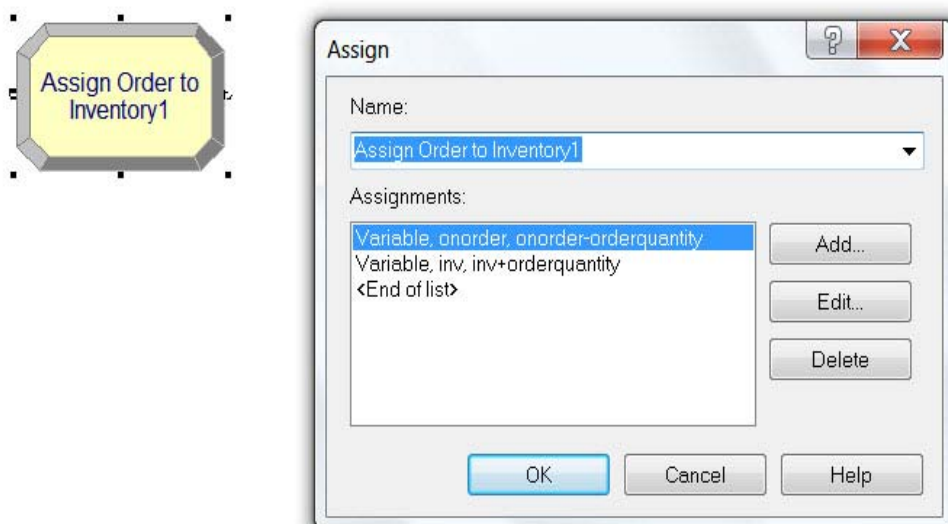 Assign Order to
Inventory1
Assign
Name:
Assign Order to Inventory1
Assignments:
Variable, onorder, onorder-orderquantity
Variable, inv, inv+orderquantity
<End of list>
Add...
Edit...
Delete
OK
Cancel
Help